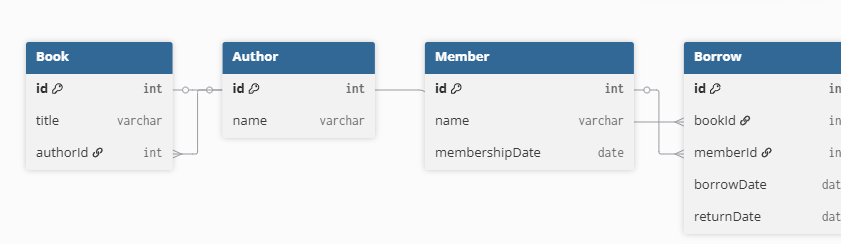 Book
id int
title varchar
authorId int
Author
id int
name varchar
Member
id int
name varchar
membershipDate date
Borrow
id
bookId
memberId
borrowDate
returnDate